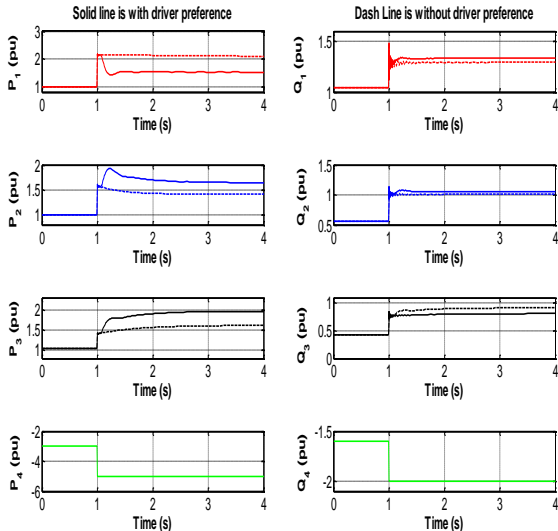 Solid line is with driver preference
Dash Line is without driver preference
P1 (pu)
3
2
1
0 1 2 3 4
Time (s)
Q1 (pu)
1.5
1
0 1 2 3 4
Time (s)
P2 (pu)
2
1.5
1
0 1 2 3 4
Time (s)
Q2 (pu)
1.5
1
0.5
0 1 2 3 4
Time (s)
P3 (pu)
2
1.5
1
0 1 2 3 4
Time (s)
Q3 (pu)
1
0.5
0
0 1 2 3 4
Time (s)
P4 (pu)
-2
-4
-6
0 1 2 3 4
Time (s)
Q4 (pu)
-1.5
-2
0 1 2 3 4
Time (s)